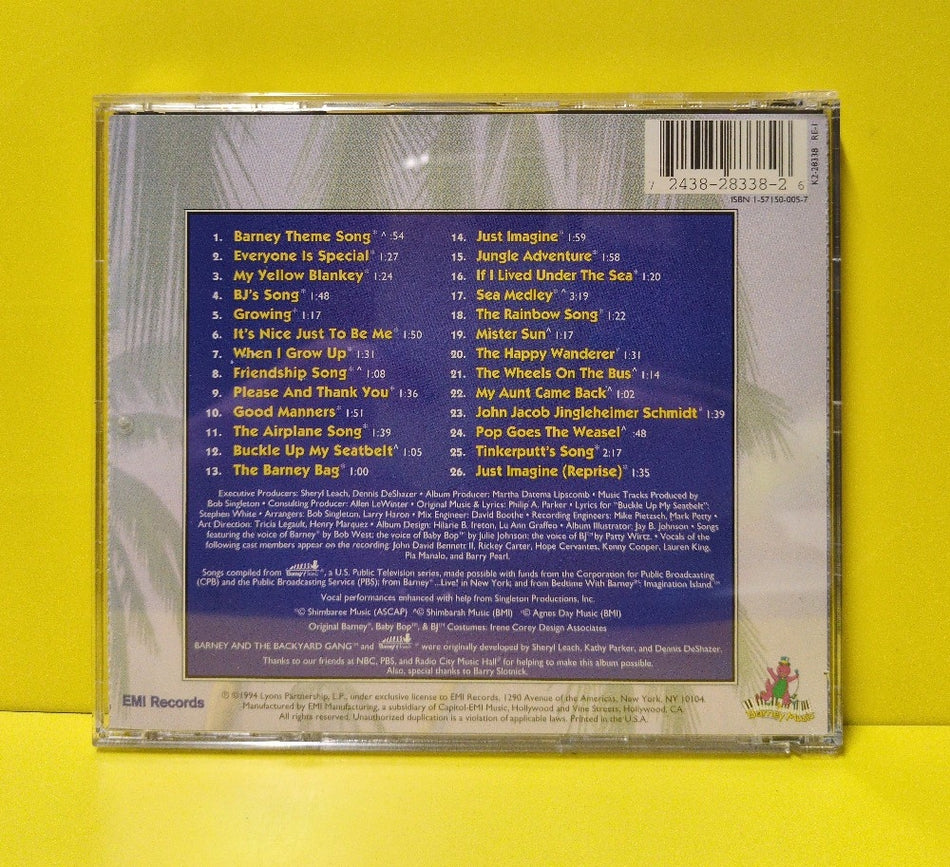 7 2438-28338-2 6
K2-28338 RE-1
ISBN 1-57150-005-7
1. Barney Theme Song®^ :54
2. Everyone Is Special* 1:27
3. My Yellow Blankey* 1:24
4. BJ's Song* 1:48
5. Growing* 1:17
6. It's Nice Just To Be Me* 1:50
7. When I Grow Up* 1:31
8. Friendship Song*^ 1:08
9. Please And Thank You* 1:36
10. Good Manners* 1:51
11. The Airplane Song* 1:39
12. Buckle Up My Seatbelt^ 1:05
13. The Barney Bag* 1:00
14. Just Imagine* 1:59
15. Jungle Adventure* 1:58
16. If I Lived Under The Sea* 1:20
17. Sea Medley*^ 3:19
18. The Rainbow Song* 1:22
19. Mister Sun^ 1:17
20. The Happy Wanderer 1:31
21. The Wheels On The Bus^ 1:14
22. My Aunt Came Back^ 1:02
23. John Jacob Jingleheimer Schmidt* 1:39
24. Pop Goes The Weasel^ :48
25. Tinkerputt's Song* 2:17
26. Just Imagine (Reprise)* 1:35
Executive Producers: Sheryl Leach, Dennis DeShazer • Album Producer: Martha Datema Lipscomb • Music Tracks Produced by
Bob Singleton • Consulting Producer: Allen LeWinter • Original Music & Lyrics: Philip A. Parker • Lyrics for "Buckle Up My Seatbelt":
Stephen White • Arrangers: Bob Singleton, Larry Haron • Mix Engineer: David Boothe • Recording Engineers: Mike Pietzsch, Mark Petty •
Art Direction: Tricia Legault, Henry Marquez • Album Design: Hilarie B. Ireton, Lu Ann Graffeo • Album Illustrator: Jay B. Johnson • Songs
featuring the voice of Barney® by Bob West; the voice of Baby Bop™ by Julie Johnson; the voice of BJ™ by Patty Wirtz. • Vocals of the
following cast members appear on the recording: John David Bennett II, Rickey Carter, Hope Cervantes, Kenny Cooper, Lauren King,
Pia Manalo, and Barry Pearl.
Songs compiled from Barney & Friends®, a U.S. Public Television series, made possible with funds from the Corporation for Public Broadcasting
(CPB) and the Public Broadcasting Service (PBS); from Barney®...Live! in New York; and from Bedtime With Barney®: Imagination Island.™
Vocal performances enhanced with help from Singleton Productions, Inc.
*© Shimbaree Music (ASCAP) ^© Shimbarah Music (BMI) ′© Agnes Day Music (BMI)
Original Barney®, Baby Bop™, & BJ™ Costumes: Irene Corey Design Associates
BARNEY AND THE BACKYARD GANG™ and Barney & Friends® were originally developed by Sheryl Leach, Kathy Parker, and Dennis DeShazer.
Thanks to our friends at NBC, PBS, and Radio City Music Hall® for helping to make this album possible.
Also, special thanks to Barry Slotnick.
EMI Records
℗ ©1994 Lyons Partnership, L.P., under exclusive license to EMI Records, 1290 Avenue of the Americas, New York, NY 10104.
Manufactured by EMI Manufacturing, a subsidiary of Capitol-EMI Music, Hollywood and Vine Streets, Hollywood, CA.
All rights reserved. Unauthorized duplication is a violation of applicable laws. Printed in the U.S.A.
Barney Music